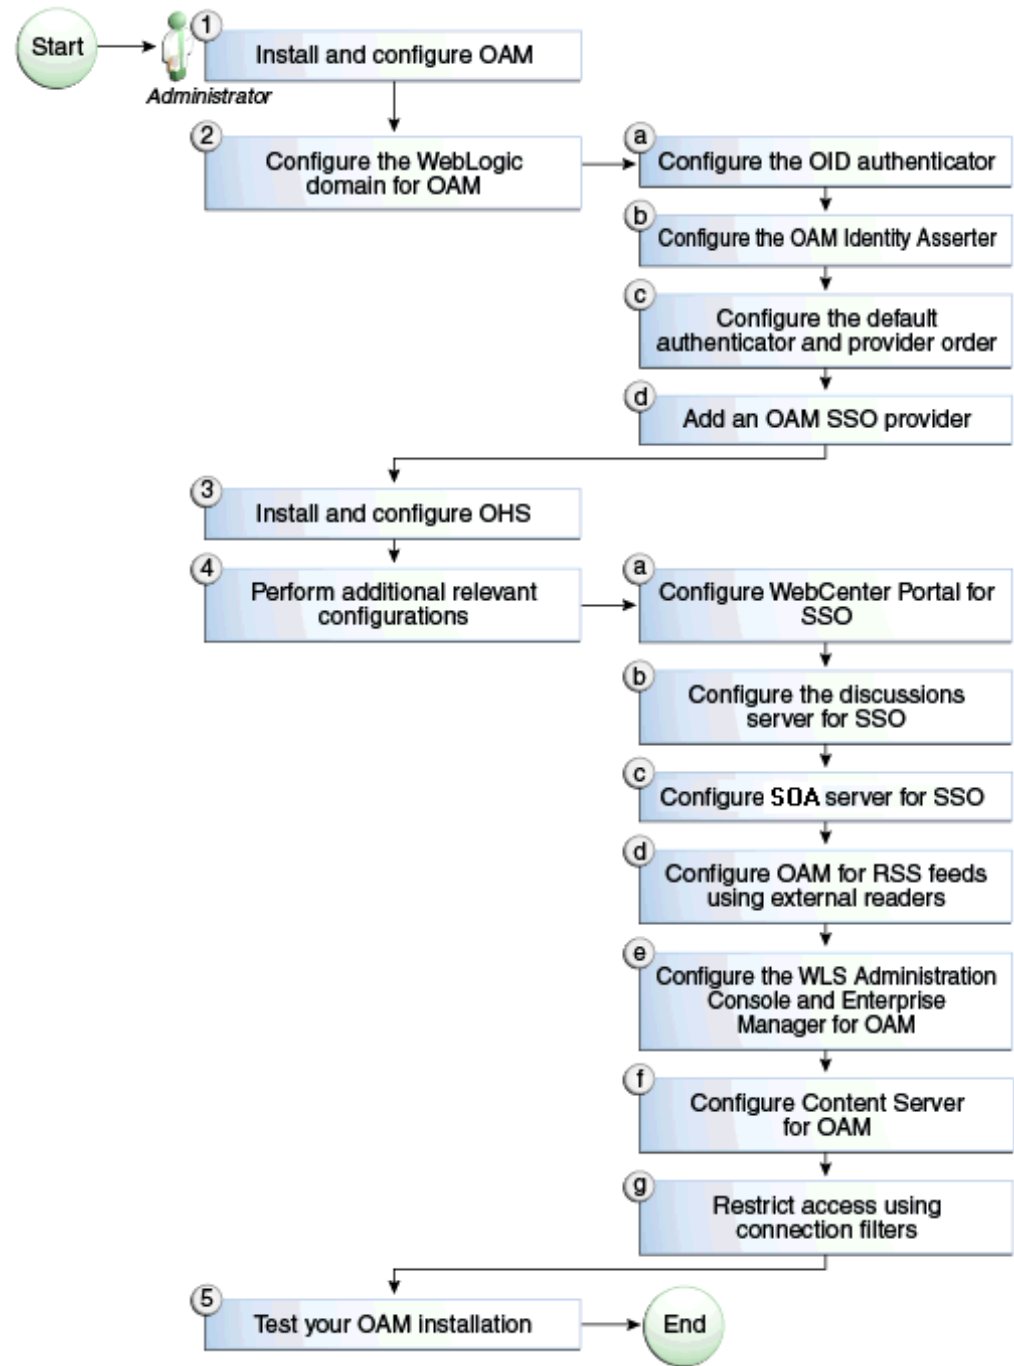 Start
Administrator
1
Install and configure OAM
2
Configure the WebLogic
domain for OAM
a
Configure the OID authenticator
b
Configure the OAM Identity Asserter
c
Configure the default
authenticator and provider order
d
Add an OAM SSO provider
3
Install and configure OHS
4
Perform additional relevant
configurations
a
Configure WebCenter Portal for
SSO
b
Configure the discussions
server for SSO
c
Configure SOA server for SSO
d
Configure OAM for RSS feeds
using external readers
e
Configure the WLS Administration
Console and Enterprise
Manager for OAM
f
Configure Content Server
for OAM
g
Restrict access using
connection filters
5
Test your OAM installation
End